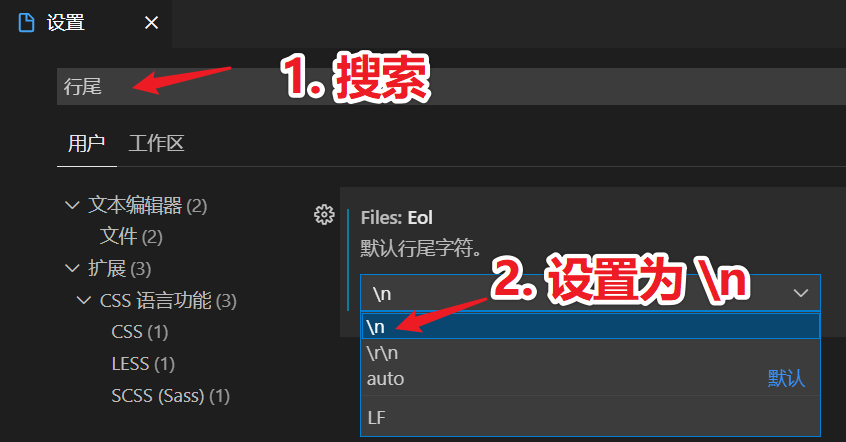 设置
行尾
1. 搜索
用户 工作区
文本编辑器 (2)
文件 (2)
扩展 (3)
CSS 语言功能 (3)
CSS (1)
LESS (1)
SCSS (Sass) (1)
Files: Eol
默认行尾字符。
2. 设置为 \n
\n
\n
\r\n
auto 默认
LF